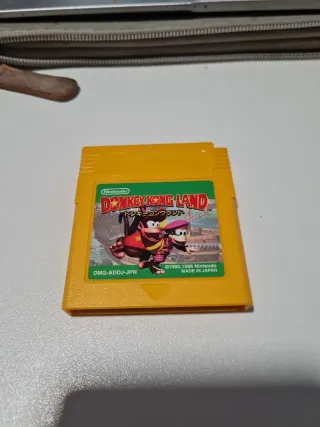 Nintendo
DONKEY KONG LAND
ドンキーコングランド
DMG-ADDJ-JPN
©1995,1996 Nintendo
MADE IN JAPAN